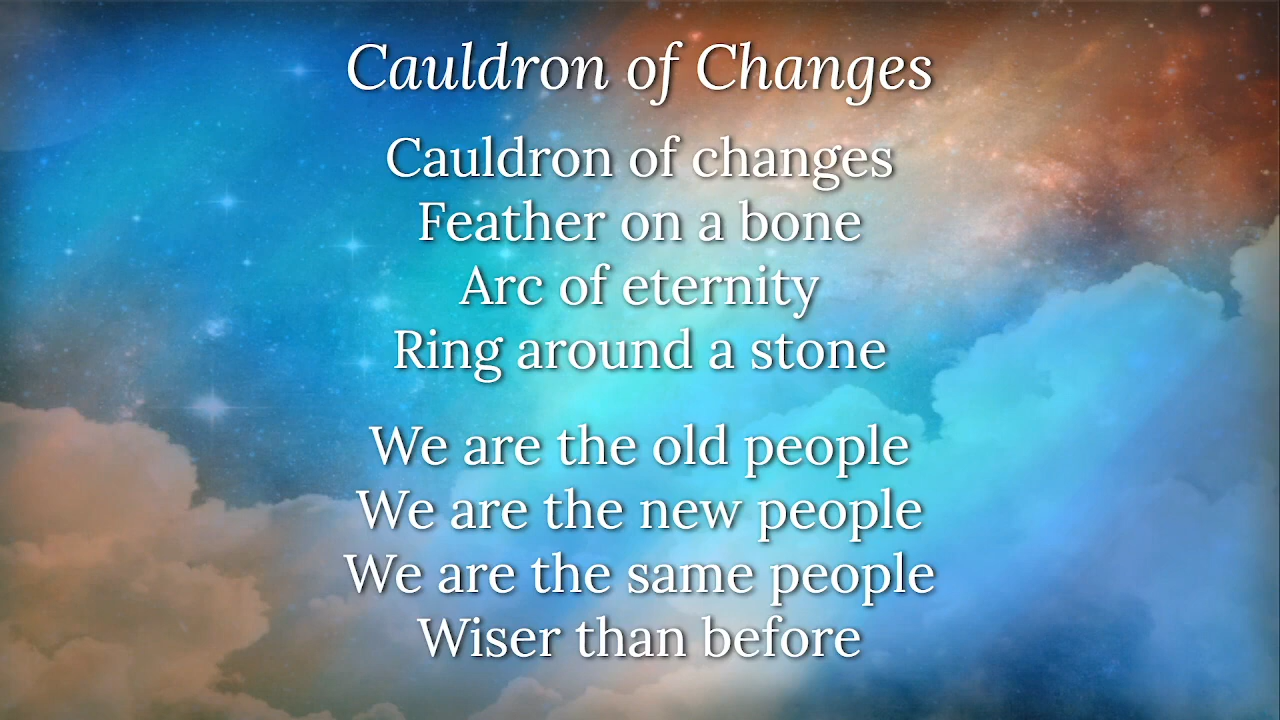 Cauldron of Changes
Cauldron of changes
Feather on a bone
Arc of eternity
Ring around a stone
We are the old people
We are the new people
We are the same people
Wiser than before